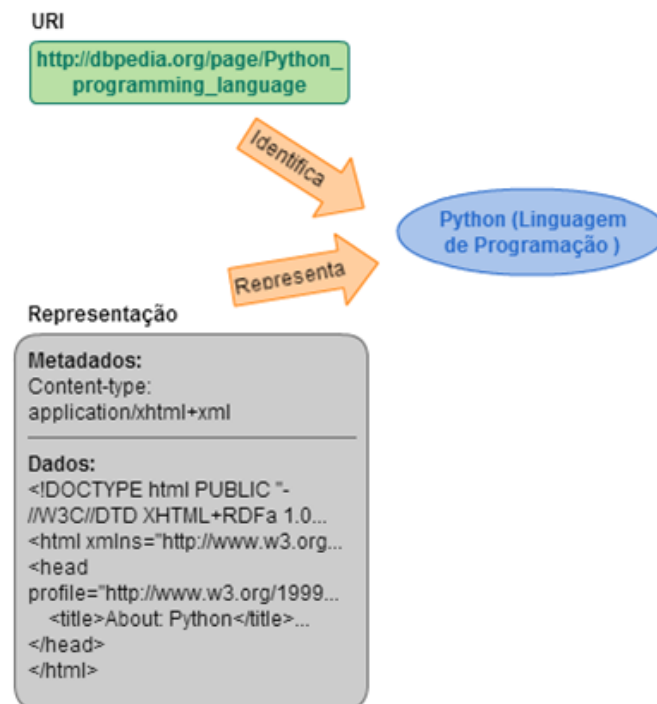 URI
http://dbpedia.org/page/Python_
programming_language
Identifica
Python (Linguagem
de Programação )
Representa
Representação
Metadados:
Content-type:
application/xhtml+xml
Dados:
<!DOCTYPE html PUBLIC "-
//W3C//DTD XHTML+RDFa 1.0...
<html xmlns="http://www.w3.org...
<head
profile="http://www.w3.org/1999...
<title>About: Python</title>...
</head>
</html>